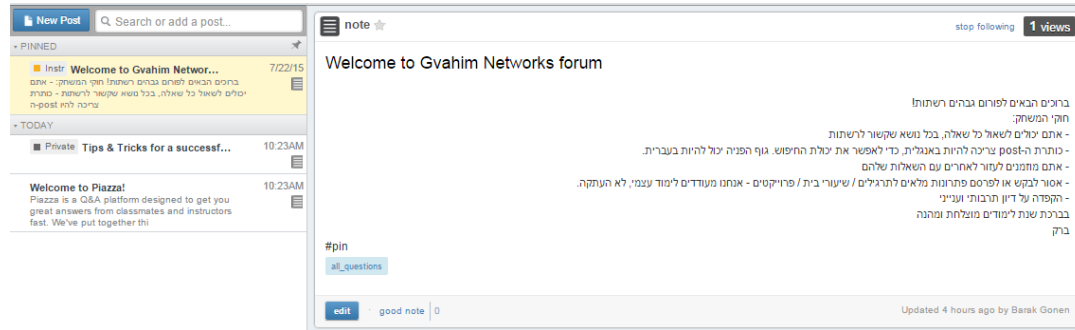 New Post
Search or add a post...
PINNED
Instr Welcome to Gvahim Networ... 7/22/15
ברוכים הבאים לפורום גבהים רשתות! חוקי המשחק: - אתם
יכולים לשאול כל שאלה, בכל נושא שקשור לרשתות - כותרת
ה-post צריכה להיו
TODAY
Private Tips & Tricks for a successf... 10:23AM
Welcome to Piazza! 10:23AM
Piazza is a Q&A platform designed to get you
great answers from classmates and instructors
fast. We've put together thi
note
stop following
1 views
Welcome to Gvahim Networks forum
ברוכים הבאים לפורום גבהים רשתות!
חוקי המשחק:
- אתם יכולים לשאול כל שאלה, בכל נושא שקשור לרשתות
- כותרת ה-post צריכה להיות באנגלית, כדי לאפשר את יכולת החיפוש. גוף הפניה יכול להיות בעברית.
- אתם מוזמנים לעזור לאחרים עם השאלות שלהם
- אסור לבקש או לפרסם פתרונות מלאים לתרגילים / שיעורי בית / פרוייקטים - אנחנו מעודדים לימוד עצמי, לא העתקה.
- הקפדה על דיון תרבותי וענייני
בברכת שנת לימודים מוצלחת ומהנה
ברק
#pin
all_questions
edit · good note 0
Updated 4 hours ago by Barak Gonen